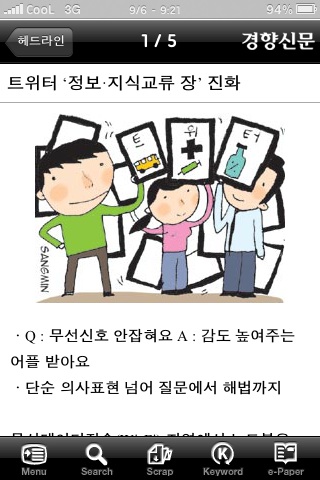 CooL 3G 9/6 - 9:21 94%
헤드라인 1 / 5 경향신문
트위터 ‘정보·지식교류 장’ 진화
트 위 터
SANGMIN
· Q : 무선신호 안잡혀요 A : 감도 높여주는
어플 받아요
· 단순 의사표현 넘어 질문에서 해법까지
Menu Search Scrap Keyword e-Paper